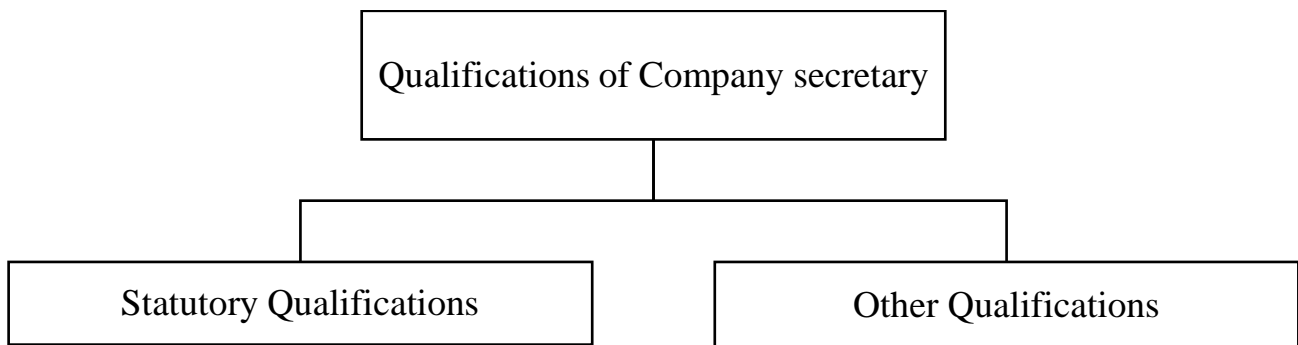 Qualifications of Company secretary
Statutory Qualifications
Other Qualifications